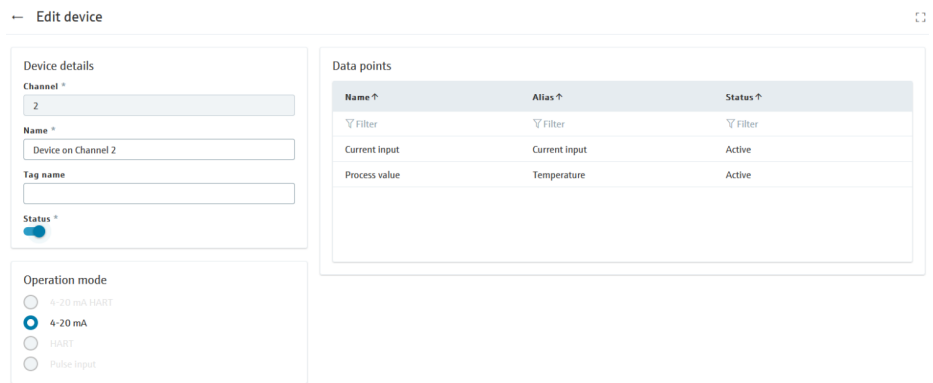 ← Edit device
Device details
Channel *
2
Name *
Device on Channel 2
Tag name
Status *
Operation mode
4-20 mA HART
4-20 mA
HART
Pulse input
Data points
Name↑ Alias↑ Status↑
Filter Filter Filter
Current input Current input Active
Process value Temperature Active